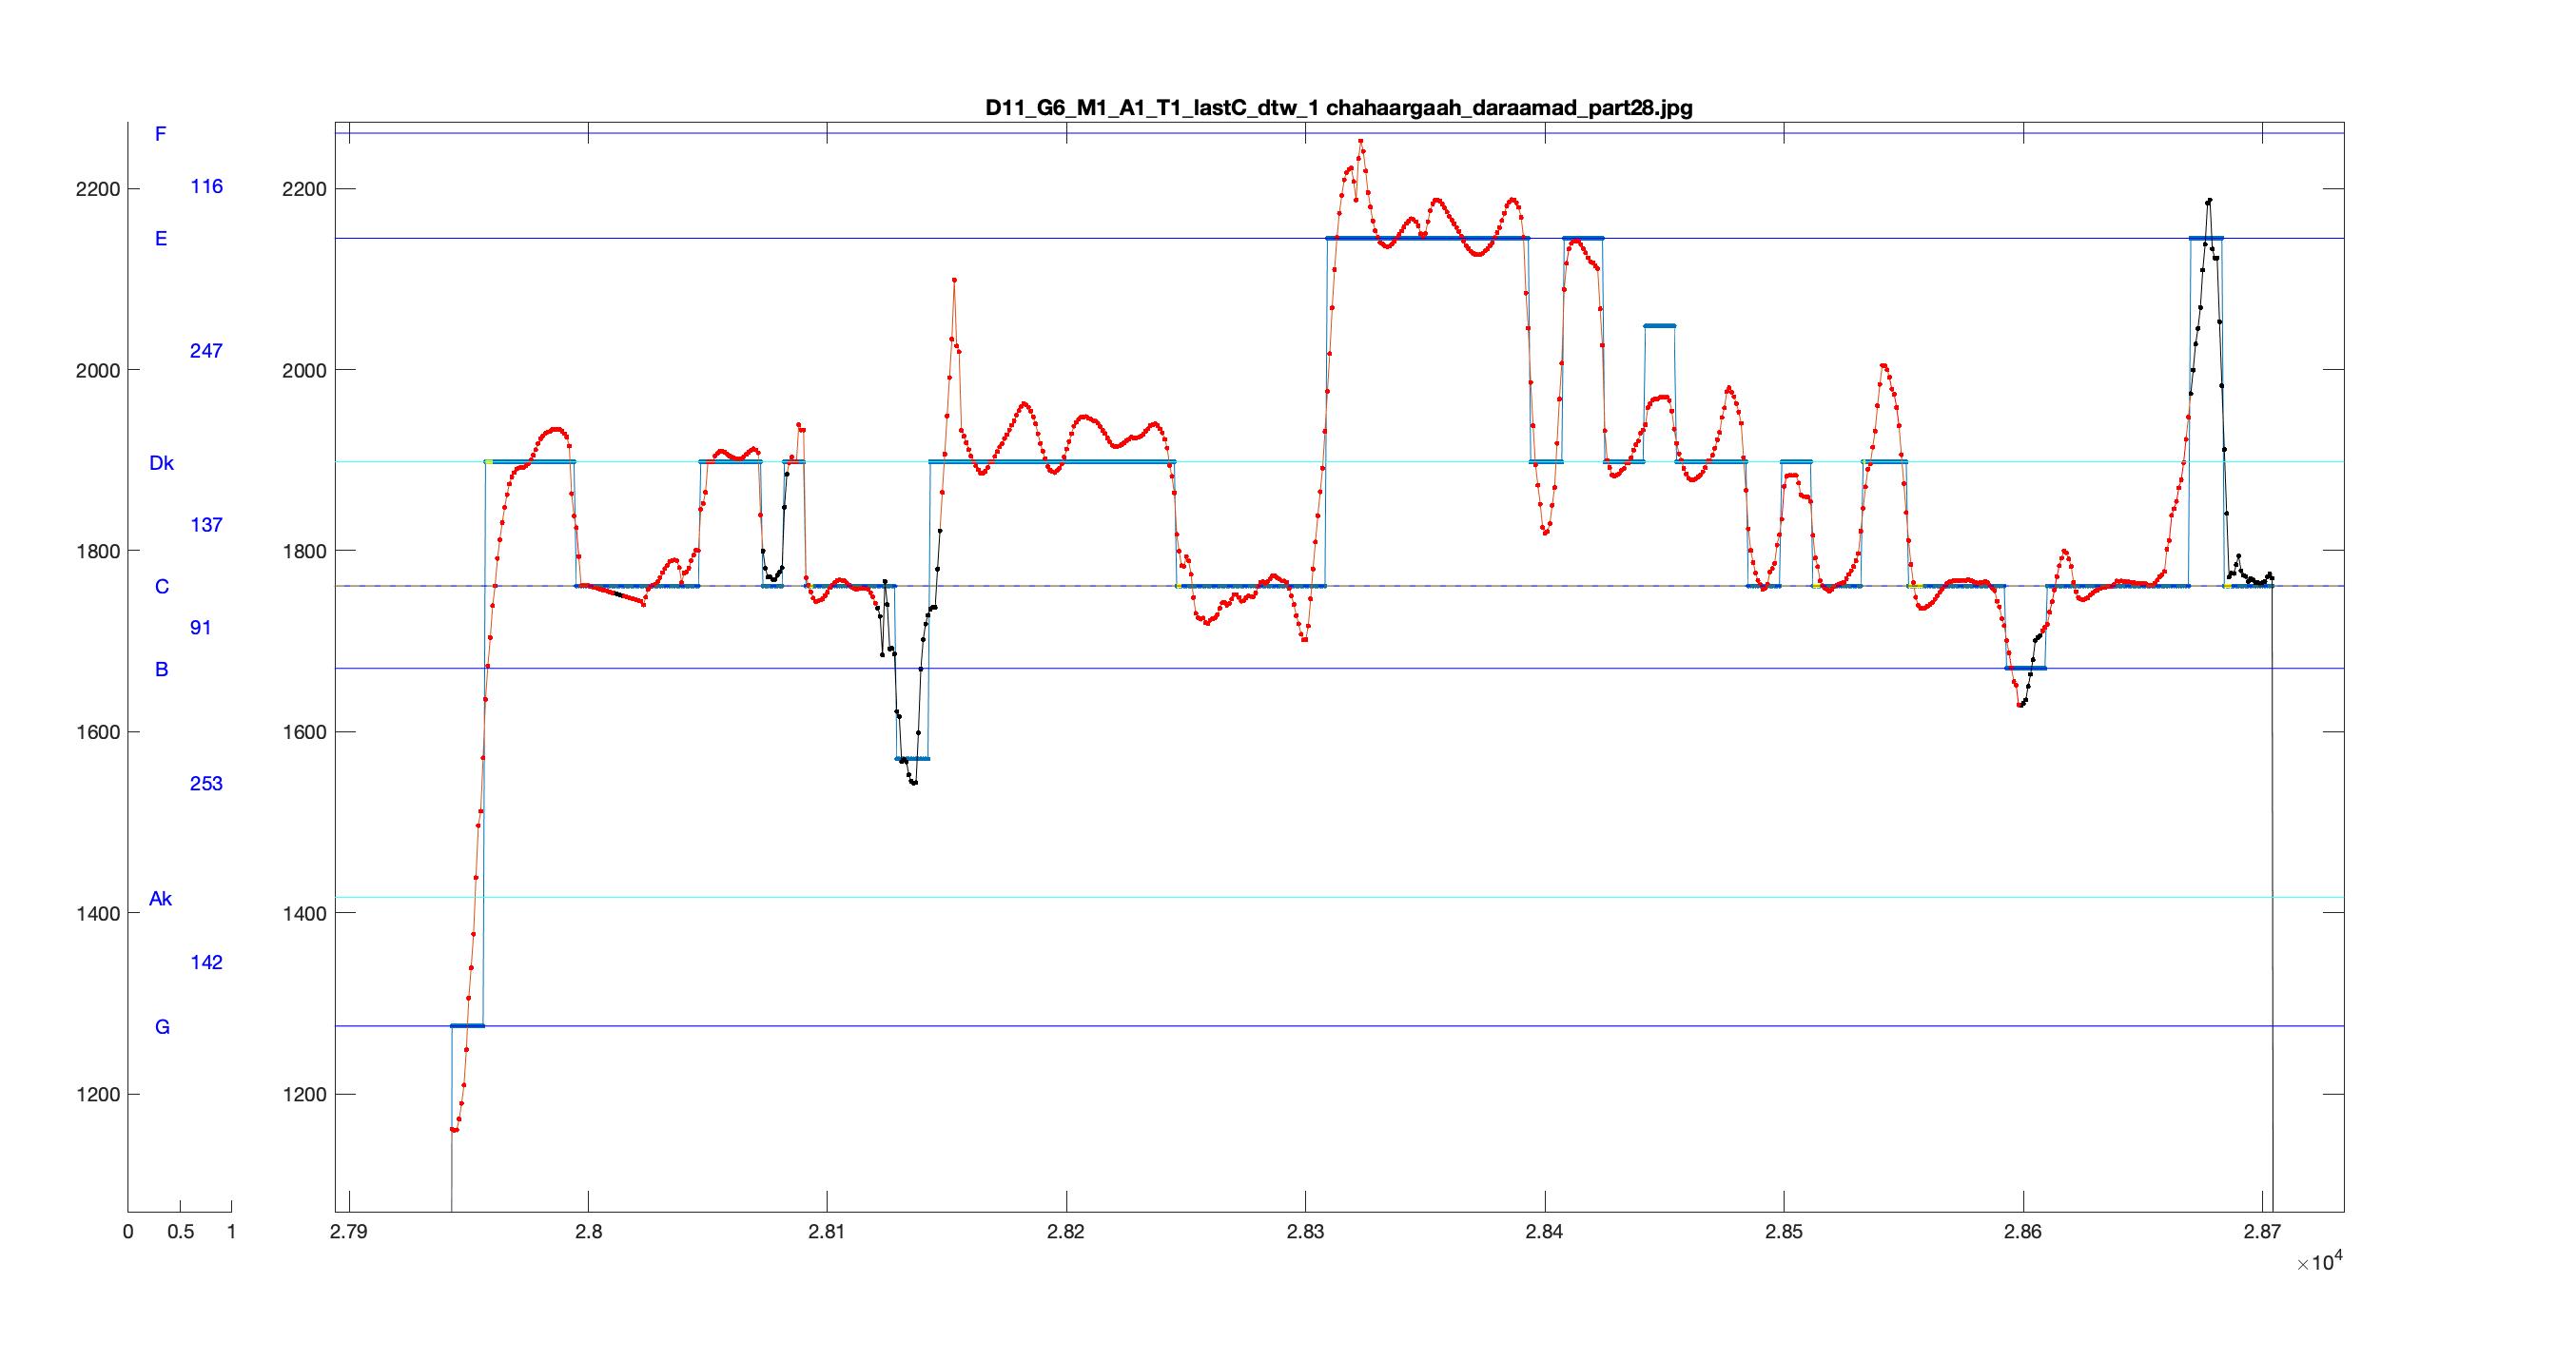 D11_G6_M1_A1_T1_lastC_dtw_1 chahaargaah_daraamad_part28.jpg
F
2200 116 2200
E
2000 247 2000
Dk
137
1800 C 1800
91
B
1600 1600
253
Ak
1400 1400
142
G
1200 1200
0 0.5 1 2.79 2.8 2.81 2.82 2.83 2.84 2.85 2.86 2.87
×10⁴